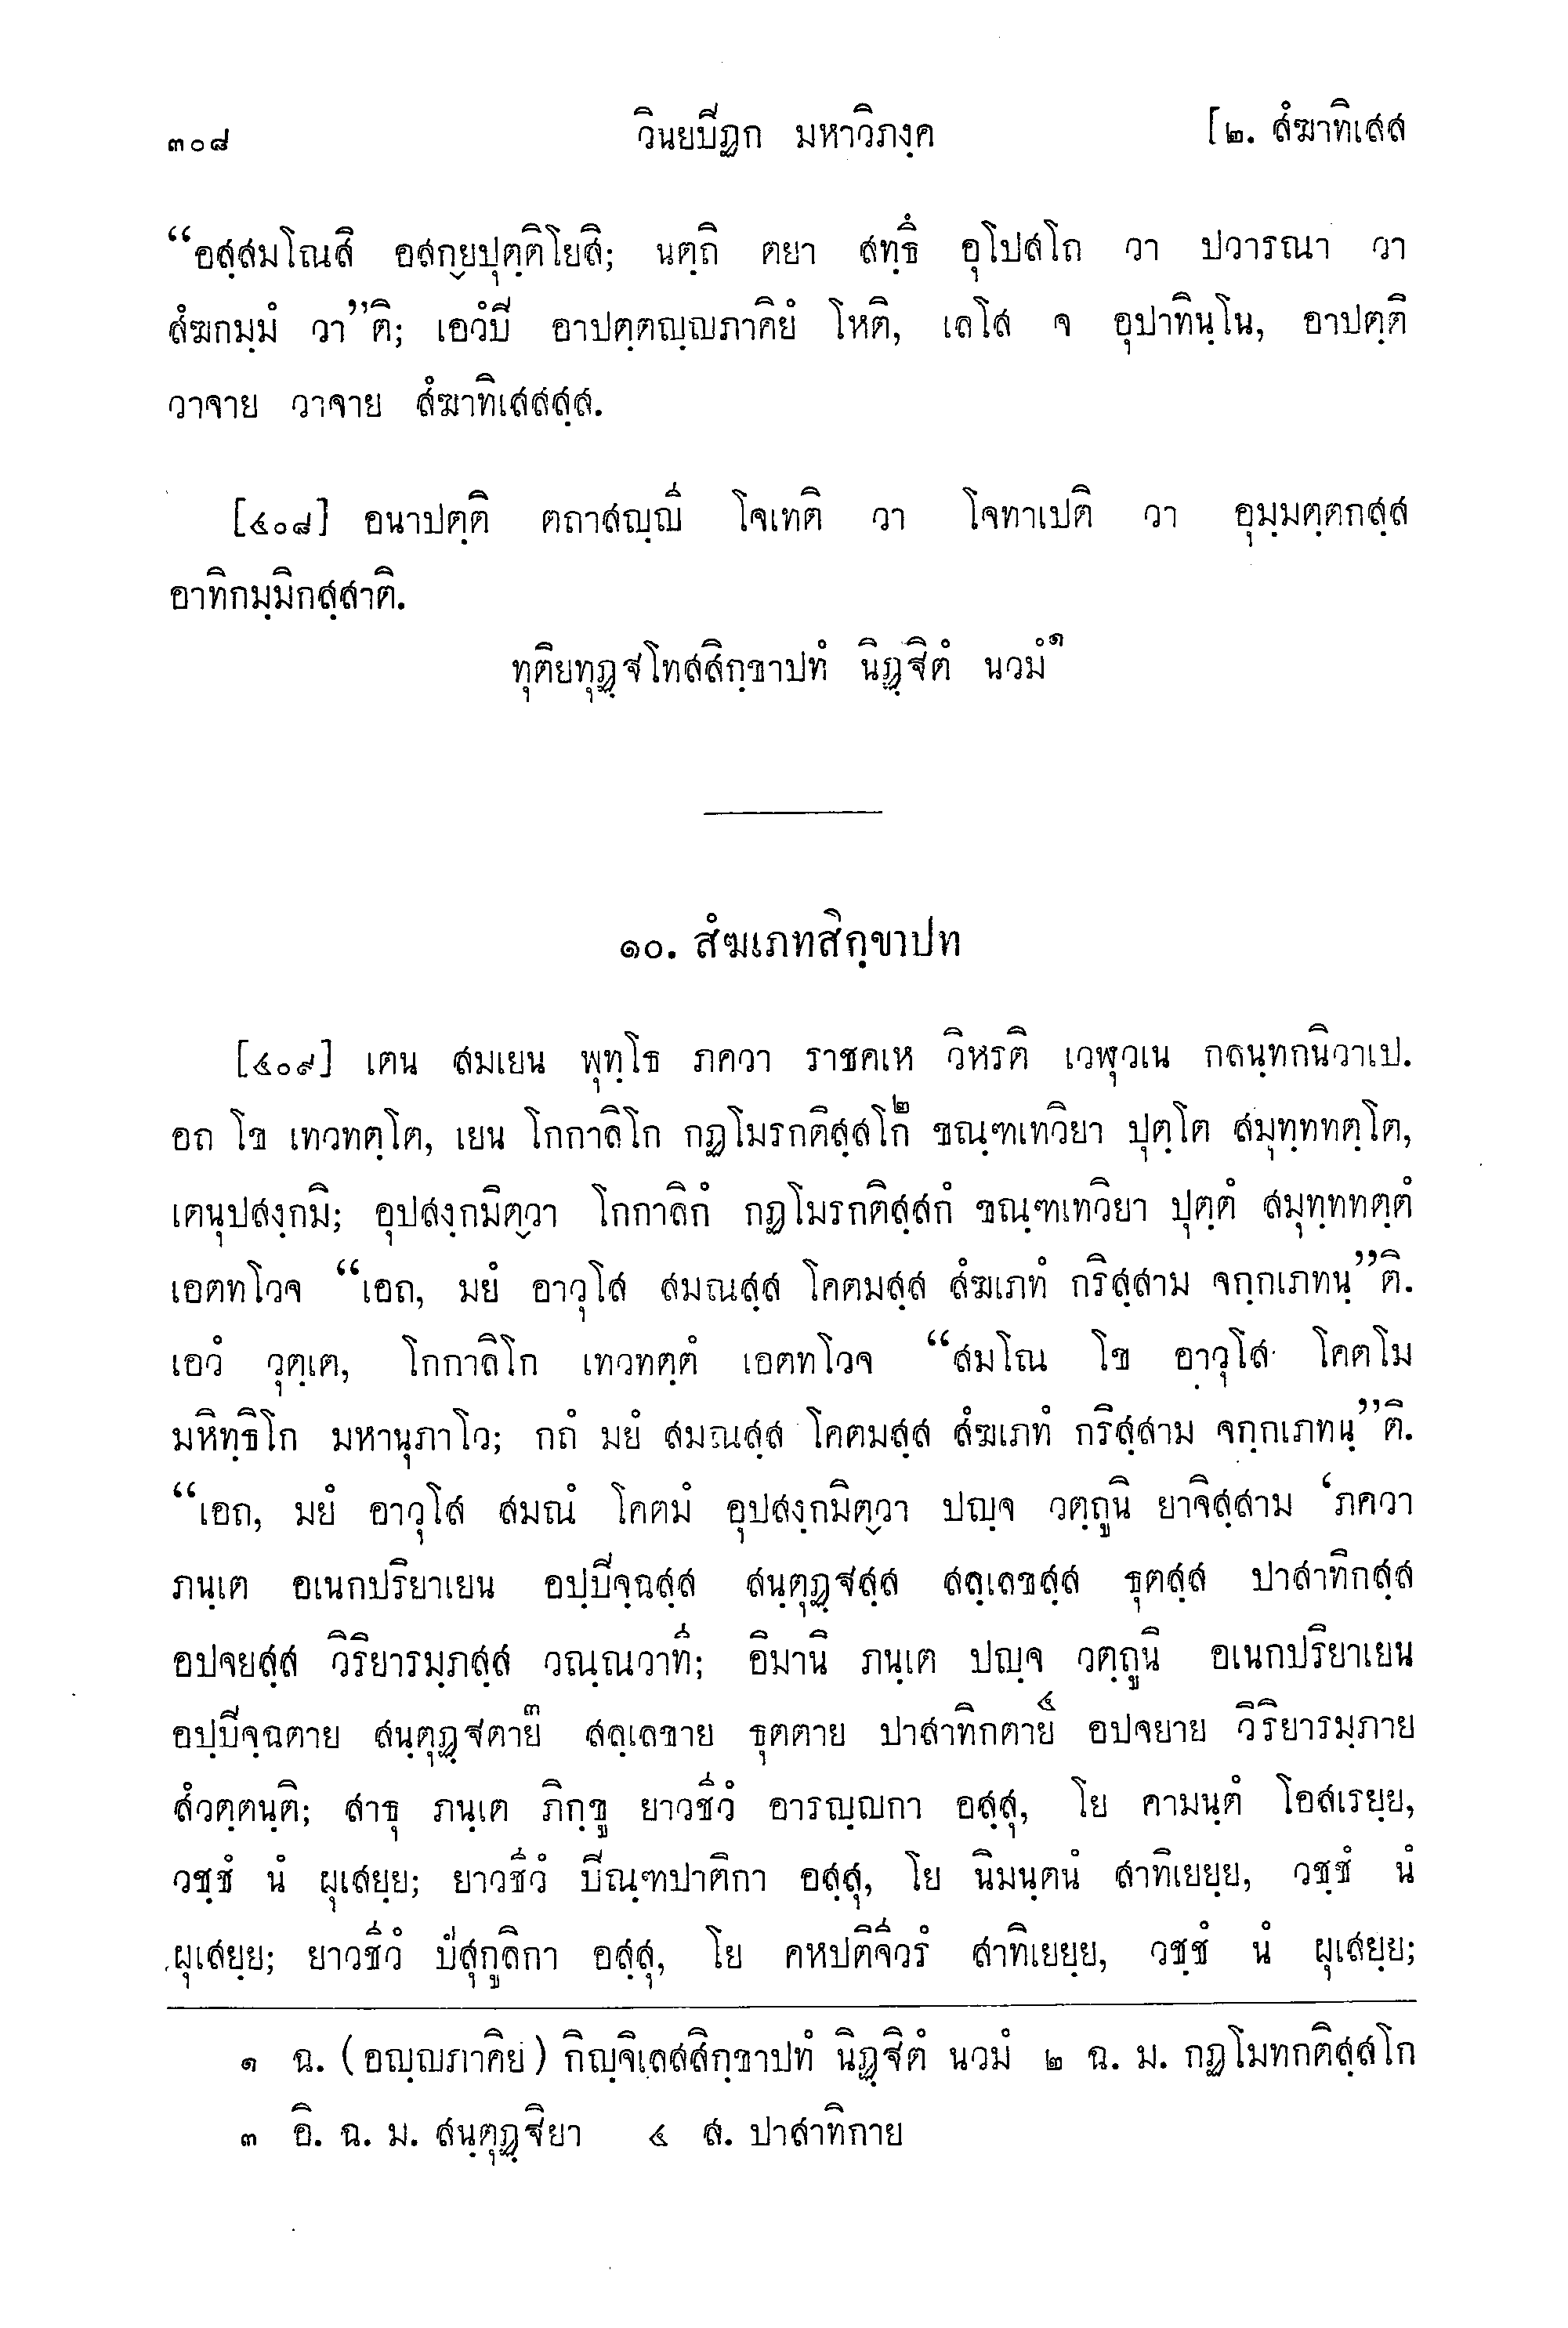 ๓๐๘ วินยปิฏก มหาวิภงฺค [๒. สํฆาทิเสส
“อสฺสมโณสิ อสกฺยปุตฺติโยสิ; นตฺถิ ตยา สทฺธึ อุโปสโถ วา ปวารณา วา
สํฆกมฺมํ วา”ติ; เอวํปิ อาปตฺตญฺญภาคิยํ โหติ, เลโส จ อุปาทินฺโน, อาปตฺติ
วาจาย วาจาย สํฆาทิเสสสฺส.
[๔๐๘] อนาปตฺติ ตถาสญฺญี โจเทติ วา โจทาเปติ วา อุมฺมตฺตกสฺส
อาทิกมฺมิกสฺสาติ.
ทุติยทุฏฺฐโทสสิกฺขาปทํ นิฏฺฐิตํ นวมํ๑
๑๐. สํฆเภทสิกฺขาปท
[๔๐๙] เตน สมเยน พุทฺโธ ภควา ราชคเห วิหรติ เวฬุวเน กลนฺทกนิวาเป.
อถ โข เทวทตฺโต, เยน โกกาลิโก กฏโมรกติสฺสโก๒ ขณฺฑเทวิยา ปุตฺโต สมุทฺททตฺโต,
เตนุปสงฺกมิ; อุปสงฺกมิตฺวา โกกาลิกํ กฏโมรกติสฺสกํ ขณฺฑเทวิยา ปุตฺตํ สมุทฺททตฺตํ
เอตทโวจ “เอถ, มยํ อาวุโส สมณสฺส โคตมสฺส สํฆเภทํ กริสฺสาม จกฺกเภทนฺ”ติ.
เอวํ วุตฺเต, โกกาลิโก เทวทตฺตํ เอตทโวจ “สมโณ โข อาวุโส โคตโม
มหิทฺธิโก มหานุภาโว; กถํ มยํ สมณสฺส โคตมสฺส สํฆเภทํ กริสฺสาม จกฺกเภทนฺ”ติ.
“เอถ, มยํ อาวุโส สมณํ โคตมํ อุปสงฺกมิตฺวา ปญฺจ วตฺถูนิ ยาจิสฺสาม ‘ภควา
ภนฺเต อเนกปริยาเยน อปฺปิจฺฉสฺส สนฺตุฏฺฐสฺส สลฺเลขสฺส ธุตสฺส ปาสาทิกสฺส
อปจยสฺส วิริยารมฺภสฺส วณฺณวาที; อิมานิ ภนฺเต ปญฺจ วตฺถูนิ อเนกปริยาเยน
อปฺปิจฺฉตาย สนฺตุฏฺฐตาย๓ สลฺเลขาย ธุตตาย ปาสาทิกตาย๔ อปจยาย วิริยารมฺภาย
สํวตฺตนฺติ; สาธุ ภนฺเต ภิกฺขู ยาวชีวํ อารญฺญกา อสฺสุ, โย คามนฺตํ โอสเรยฺย,
วชฺชํ นํ ผุเสยฺย; ยาวชีวํ ปิณฺฑปาติกา อสฺสุ, โย นิมนฺตนํ สาทิเยยฺย, วชฺชํ นํ
ผุเสยฺย; ยาวชีวํ ปํสุกูลิกา อสฺสุ, โย คหปติจีวรํ สาทิเยยฺย, วชฺชํ นํ ผุเสยฺย;
๑ ฉ. (อญฺญภาคิย) กิญฺจิเลสสิกฺขาปทํ นิฏฺฐิตํ นวมํ ๒ ฉ. ม. กฏโมทกติสฺสโก
๓ อิ. ฉ. ม. สนฺตุฏฺฐิยา ๔ ส. ปาสาทิกาย